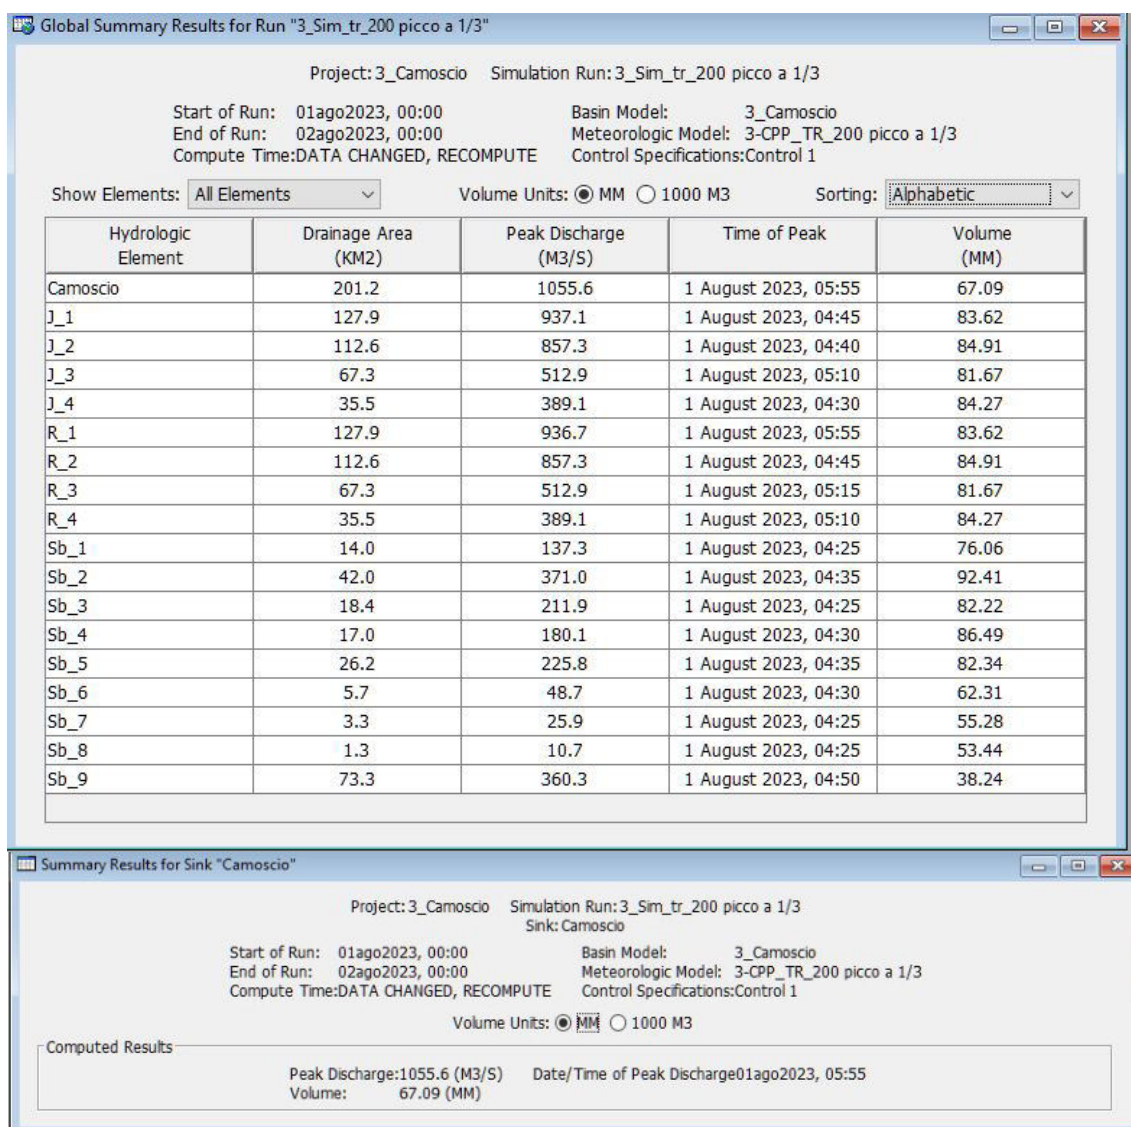 Global Summary Results for Run "3_Sim_tr_200 picco a 1/3"
Project: 3_Camoscio Simulation Run: 3_Sim_tr_200 picco a 1/3
Start of Run: 01ago2023, 00:00 Basin Model: 3_Camoscio
End of Run: 02ago2023, 00:00 Meteorologic Model: 3-CPP_TR_200 picco a 1/3
Compute Time:DATA CHANGED, RECOMPUTE Control Specifications:Control 1
Show Elements: All Elements Volume Units: MM 1000 M3 Sorting: Alphabetic
Hydrologic Drainage Area Peak Discharge Time of Peak Volume
Element (KM2) (M3/S) (MM)
Camoscio 201.2 1055.6 1 August 2023, 05:55 67.09
J_1 127.9 937.1 1 August 2023, 04:45 83.62
J_2 112.6 857.3 1 August 2023, 04:40 84.91
J_3 67.3 512.9 1 August 2023, 05:10 81.67
J_4 35.5 389.1 1 August 2023, 04:30 84.27
R_1 127.9 936.7 1 August 2023, 05:55 83.62
R_2 112.6 857.3 1 August 2023, 04:45 84.91
R_3 67.3 512.9 1 August 2023, 05:15 81.67
R_4 35.5 389.1 1 August 2023, 05:10 84.27
Sb_1 14.0 137.3 1 August 2023, 04:25 76.06
Sb_2 42.0 371.0 1 August 2023, 04:35 92.41
Sb_3 18.4 211.9 1 August 2023, 04:25 82.22
Sb_4 17.0 180.1 1 August 2023, 04:30 86.49
Sb_5 26.2 225.8 1 August 2023, 04:35 82.34
Sb_6 5.7 48.7 1 August 2023, 04:30 62.31
Sb_7 3.3 25.9 1 August 2023, 04:25 55.28
Sb_8 1.3 10.7 1 August 2023, 04:25 53.44
Sb_9 73.3 360.3 1 August 2023, 04:50 38.24
Summary Results for Sink "Camoscio"
Project: 3_Camoscio Simulation Run: 3_Sim_tr_200 picco a 1/3
Sink: Camoscio
Start of Run: 01ago2023, 00:00 Basin Model: 3_Camoscio
End of Run: 02ago2023, 00:00 Meteorologic Model: 3-CPP_TR_200 picco a 1/3
Compute Time:DATA CHANGED, RECOMPUTE Control Specifications:Control 1
Volume Units: MM 1000 M3
Computed Results
Peak Discharge:1055.6 (M3/S) Date/Time of Peak Discharge01ago2023, 05:55
Volume: 67.09 (MM)